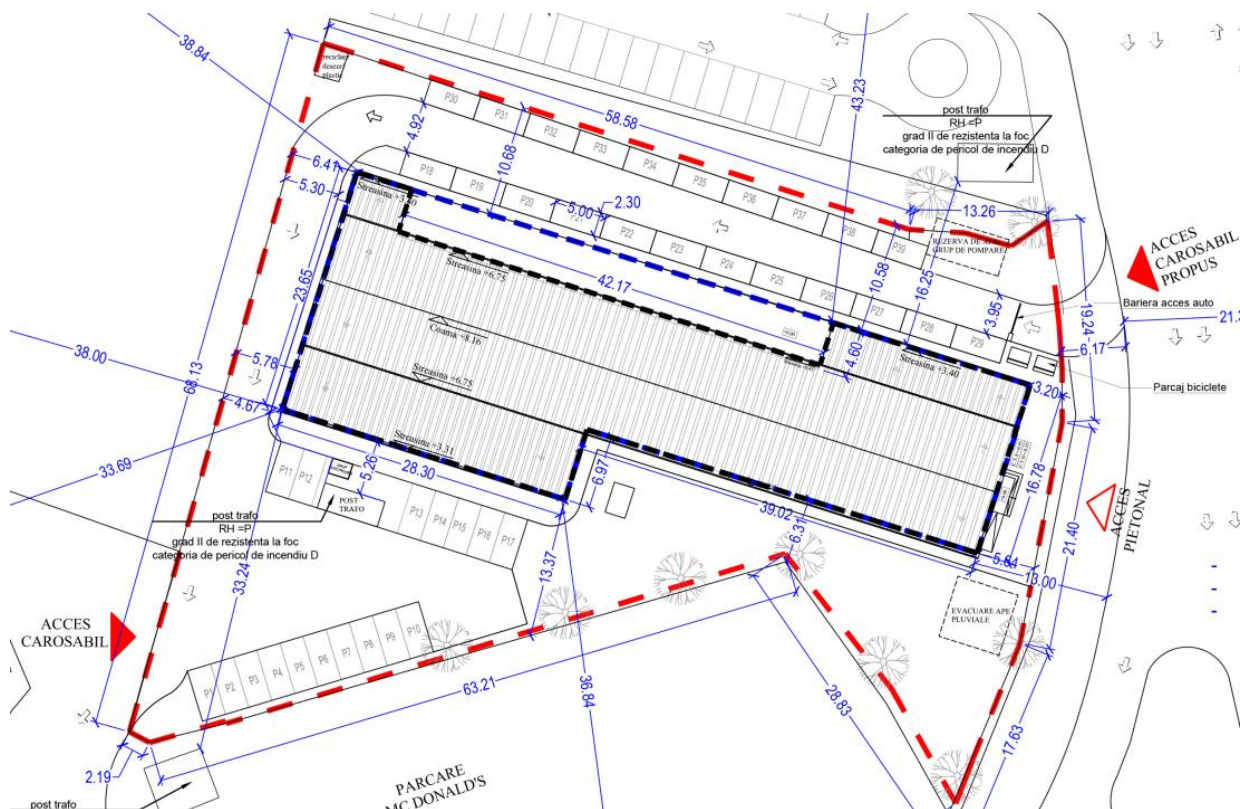 38.84
reciclare
deseuri
plastic
58.58
43.23
post trafo
RH =P
grad II de rezistenta la foc
categoria de pericol de incendiu D
P30
P31
P32
P33
P34
P35
P36
P37
P38
P39
4.92
10.68
6.41
5.30
P18
P19
P20
5.00
2.30
P22
P23
P24
P25
P26
P27
P28
P29
13.26
REZERVA DE APA
GRUP DE POMPARE
ACCES
CAROSABIL
PROPUS
Streasina +3.40
Streasina +6.75
42.17
10.58
16.25
3.95
Bariera acces auto
19.24
6.17
23.65
Coama +8.16
4.60
Streasina +3.40
38.00
5.78
Streasina +6.75
3.20
Parcaj biciclete
68.13
4.67
Streasina +3.31
33.69
28.30
5.26
6.97
39.02
6.31
16.78
21.40
ACCES
PIETONAL
P11
P12
POST
TRAFO
P13
P14
P15
P16
P17
post trafo
RH =P
grad II de rezistenta la foc
categoria de pericol de incendiu D
33.24
13.37
5.64
13.00
EVACUARE APE
PLUVIALE
ACCES
CAROSABIL
P1
P2
P3
P4
P5
P6
P7
P8
P9
P10
63.21
36.84
28.83
17.63
2.19
PARCARE
MC DONALD'S
post trafo